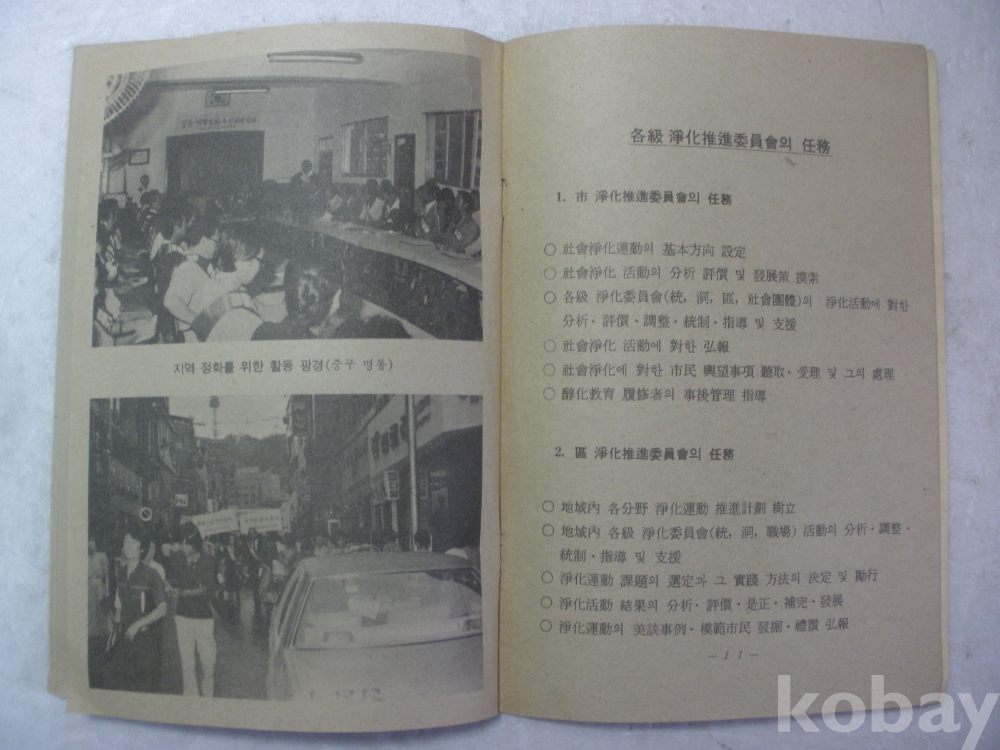 지역 정화를 위한 활동 광경(중구 명동)
各級 淨化推進委員會의 任務
1. 市 淨化推進委員會의 任務
○ 社會淨化運動의 基本方向 設定
○ 社會淨化 活動의 分析 評價 및 發展策 摸索
○ 各級 淨化委員會(統, 洞, 區, 社會團體)의 淨化活動에 對한
分析·評價·調整·統制·指導 및 支援
○ 社會淨化 活動에 對한 弘報
○ 社會淨化에 對한 市民 輿望事項 聽取·受理 및 그의 處理
○ 醇化敎育 履修者의 事後管理 指導
2. 區 淨化推進委員會의 任務
○ 地域內 各分野 淨化運動 推進計劃 樹立
○ 地域內 各級 淨化委員會(統, 洞, 職場) 活動의 分析·調整·
統制·指導 및 支援
○ 淨化運動 課題의 選定과 그 實踐 方法의 決定 및 勵行
○ 淨化活動 結果의 分析·評價·是正·補完·發展
○ 淨化運動의 美談事例·模範市民 發掘·禮讚 弘報
－11－
kobay